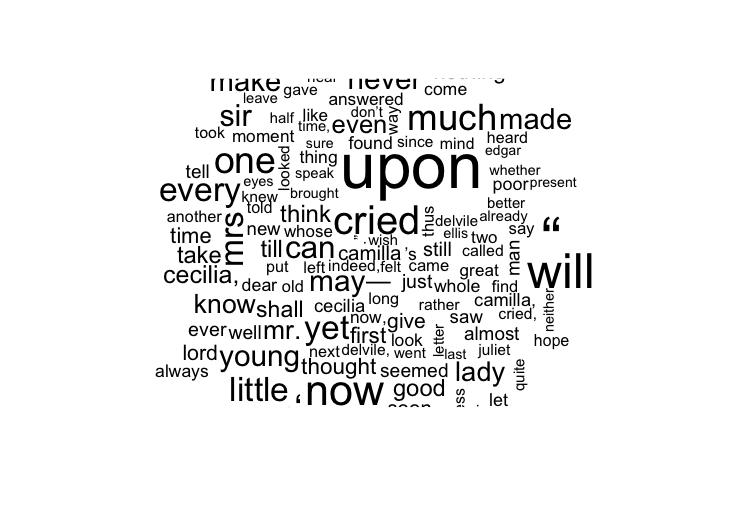 make gave never
leave answered come
sir half like don't way much made
took moment time, even
sure found since mind heard
edgar
tell one looked thing upon
speak whether
every eyes knew brought poor present
told better
another mrs think cried thus delvile already
time new whose ellis two say “
take till can wish still called man
camilla 's
cecilia, put left indeed, felt came great will
dear old may— just whole find
know shall cecilia long rather camilla, neither
now, give saw cried,
ever well mr. yet first look letter almost hope
lord young next delvile, went last juliet
always thought seemed lady quite
little ‘ now good let